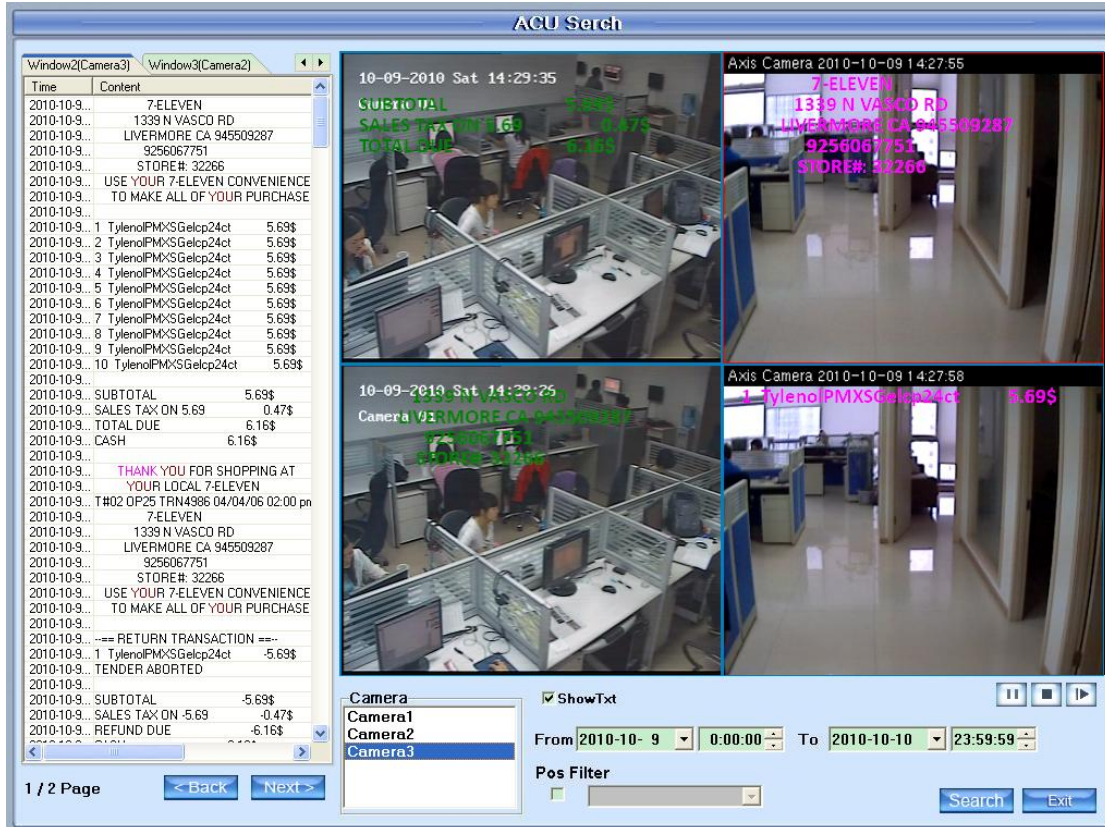 ACU Serch
Window2(Camera3) Window3(Camera2)
Time Content
2010-10-9... 7-ELEVEN
2010-10-9... 1339 N VASCO RD
2010-10-9... LIVERMORE CA 945509287
2010-10-9... 9256067751
2010-10-9... STORE#: 32266
2010-10-9... USE YOUR 7-ELEVEN CONVENIENCE
2010-10-9... TO MAKE ALL OF YOUR PURCHASE
2010-10-9...
2010-10-9... 1 TylenolPMXSGelcp24ct 5.69$
2010-10-9... 2 TylenolPMXSGelcp24ct 5.69$
2010-10-9... 3 TylenolPMXSGelcp24ct 5.69$
2010-10-9... 4 TylenolPMXSGelcp24ct 5.69$
2010-10-9... 5 TylenolPMXSGelcp24ct 5.69$
2010-10-9... 6 TylenolPMXSGelcp24ct 5.69$
2010-10-9... 7 TylenolPMXSGelcp24ct 5.69$
2010-10-9... 8 TylenolPMXSGelcp24ct 5.69$
2010-10-9... 9 TylenolPMXSGelcp24ct 5.69$
2010-10-9... 10 TylenolPMXSGelcp24ct 5.69$
2010-10-9...
2010-10-9... SUBTOTAL 5.69$
2010-10-9... SALES TAX ON 5.69 0.47$
2010-10-9... TOTAL DUE 6.16$
2010-10-9... CASH 6.16$
2010-10-9...
2010-10-9... THANK YOU FOR SHOPPING AT
2010-10-9... YOUR LOCAL 7-ELEVEN
2010-10-9... T#02 OP25 TRN4986 04/04/06 02:00 pm
2010-10-9... 7-ELEVEN
2010-10-9... 1339 N VASCO RD
2010-10-9... LIVERMORE CA 945509287
2010-10-9... 9256067751
2010-10-9... STORE#: 32266
2010-10-9... USE YOUR 7-ELEVEN CONVENIENCE
2010-10-9... TO MAKE ALL OF YOUR PURCHASE
2010-10-9...
2010-10-9... --== RETURN TRANSACTION ==--
2010-10-9... 1 TylenolPMXSGelcp24ct -5.69$
2010-10-9... TENDER ABORTED
2010-10-9...
2010-10-9... SUBTOTAL -5.69$
2010-10-9... SALES TAX ON -5.69 -0.47$
2010-10-9... REFUND DUE -6.16$
1 / 2 Page < Back Next >
10-09-2010 Sat 14:29:35
SUBTOTAL 5.69$
SALES TAX ON 5.69 0.47$
TOTAL DUE 6.16$
Axis Camera 2010-10-09 14:27:55
7-ELEVEN
1339 N VASCO RD
LIVERMORE CA 945509287
9256067751
STORE#: 32266
10-09-2010 Sat 14:28:26
1339 N VASCO RD
Camera 01
LIVERMORE CA 945509287
9256067751
STORE#: 32266
Axis Camera 2010-10-09 14:27:58
1 TylenolPMXSGelcp24ct 5.69$
Camera
Camera1
Camera2
Camera3
ShowTxt
From 2010-10- 9 0:00:00 To 2010-10-10 23:59:59
Pos Filter
Search Exit